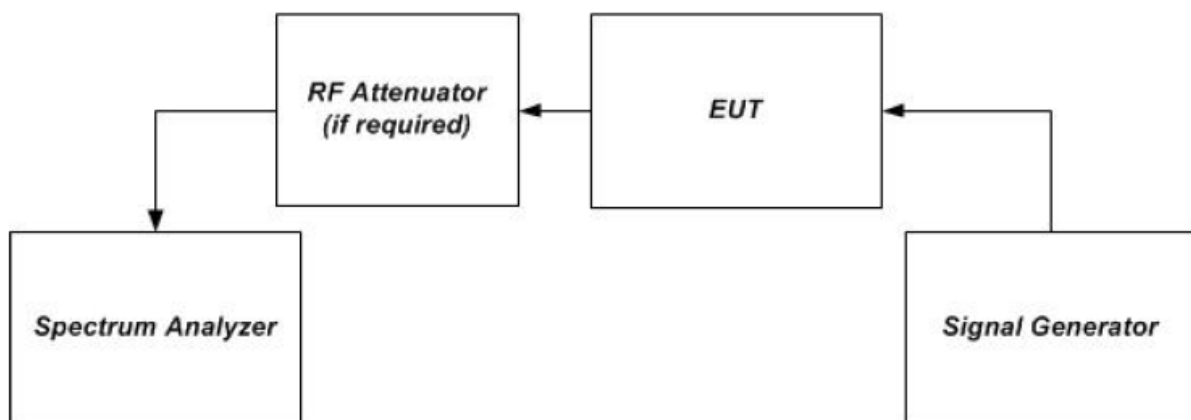 RF Attenuator
(if required)
EUT
Spectrum Analyzer
Signal Generator